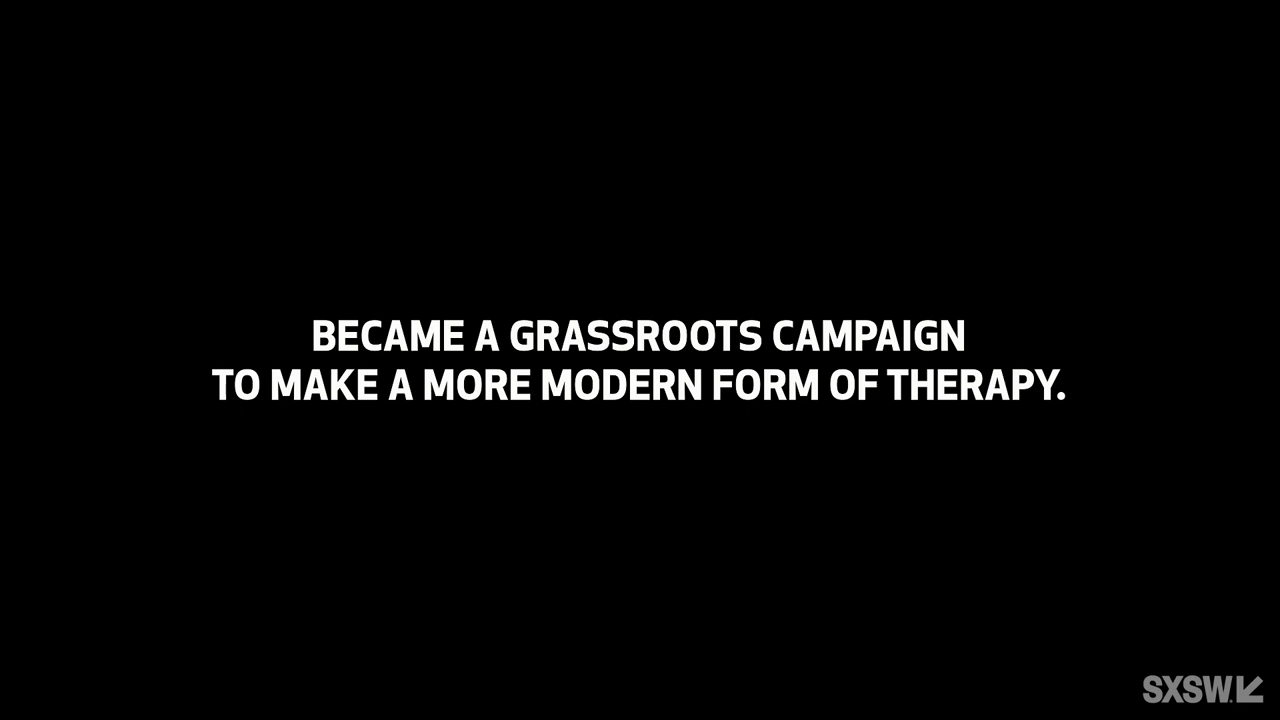 BECAME A GRASSROOTS CAMPAIGN
TO MAKE A MORE MODERN FORM OF THERAPY.
SXSW.